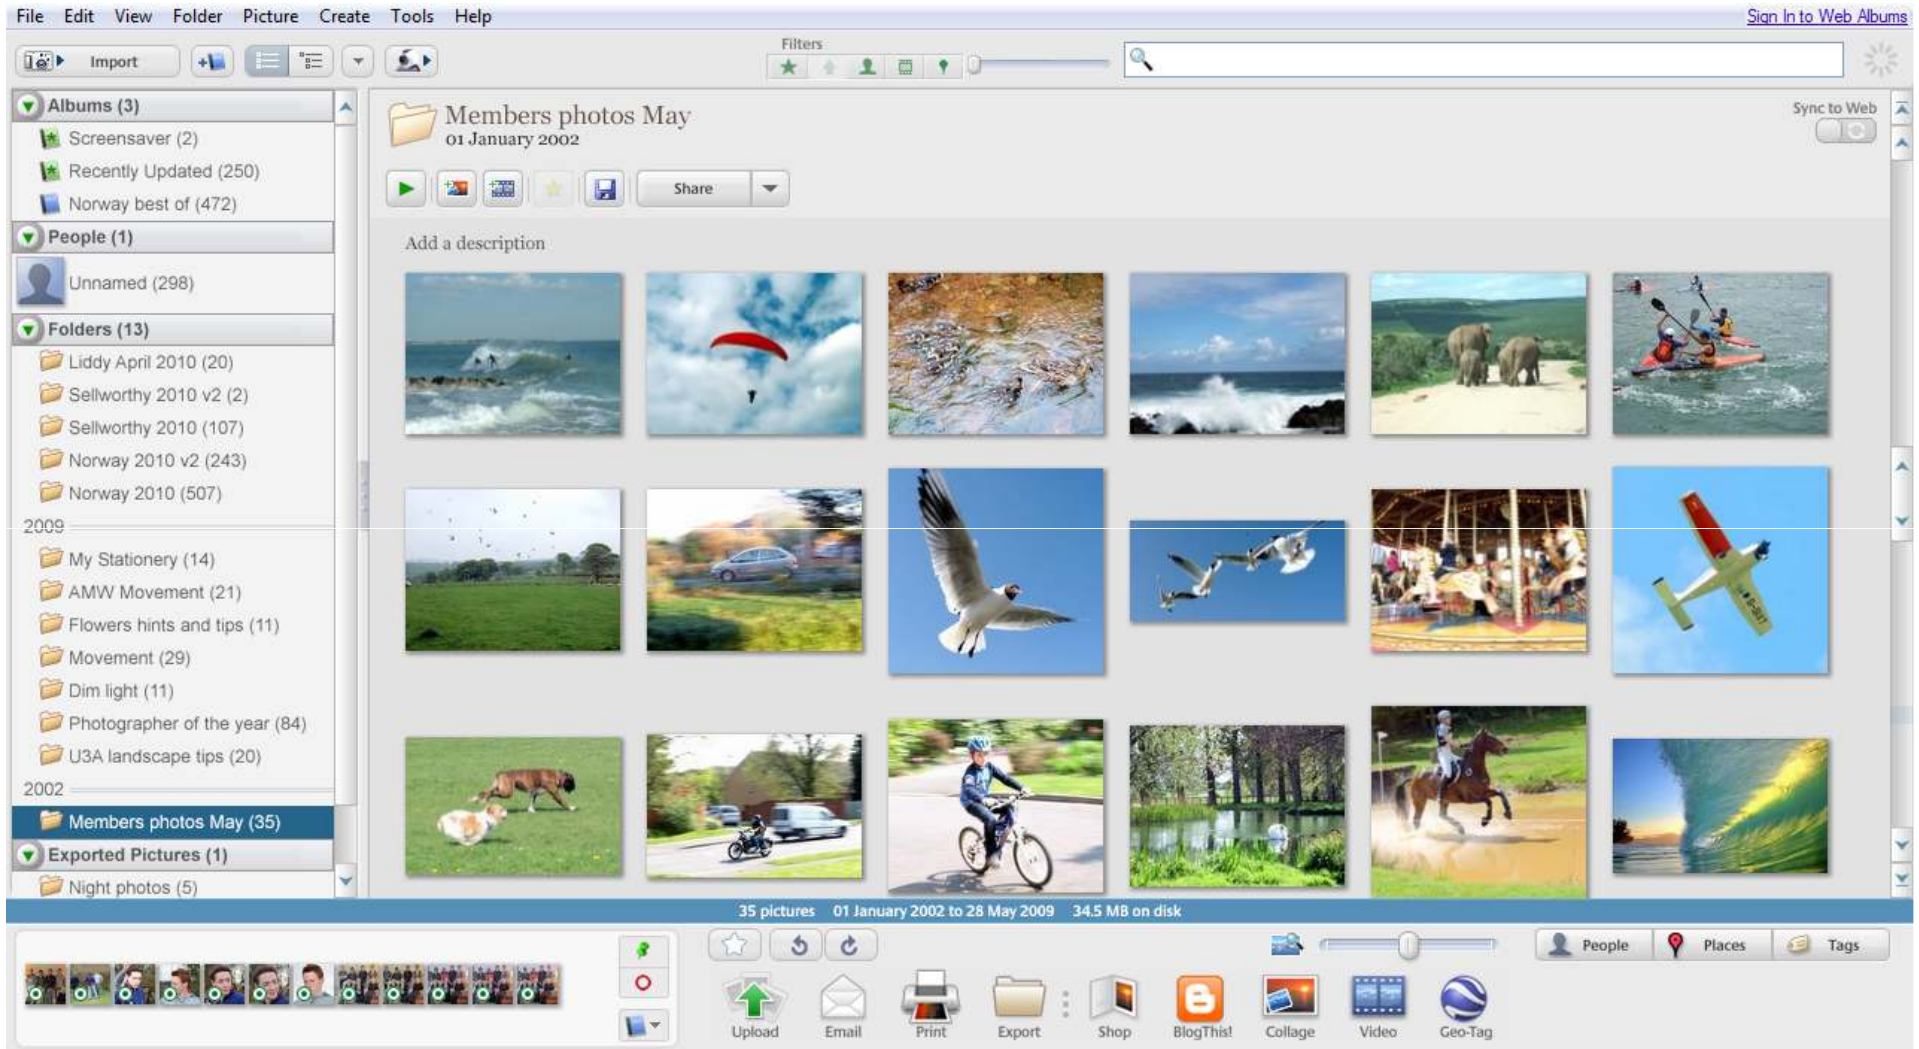 File Edit View Folder Picture Create Tools Help
Sign In to Web Albums
Import
Filters
Albums (3)
Screensaver (2)
Recently Updated (250)
Norway best of (472)
People (1)
Unnamed (298)
Folders (13)
Liddy April 2010 (20)
Sellworthy 2010 v2 (2)
Sellworthy 2010 (107)
Norway 2010 v2 (243)
Norway 2010 (507)
2009
My Stationery (14)
AMW Movement (21)
Flowers hints and tips (11)
Movement (29)
Dim light (11)
Photographer of the year (84)
U3A landscape tips (20)
2002
Members photos May (35)
Exported Pictures (1)
Night photos (5)
Members photos May
01 January 2002
Sync to Web
Share
Add a description
35 pictures 01 January 2002 to 28 May 2009 34.5 MB on disk
People Places Tags
Upload Email Print Export Shop BlogThis! Collage Video Geo-Tag